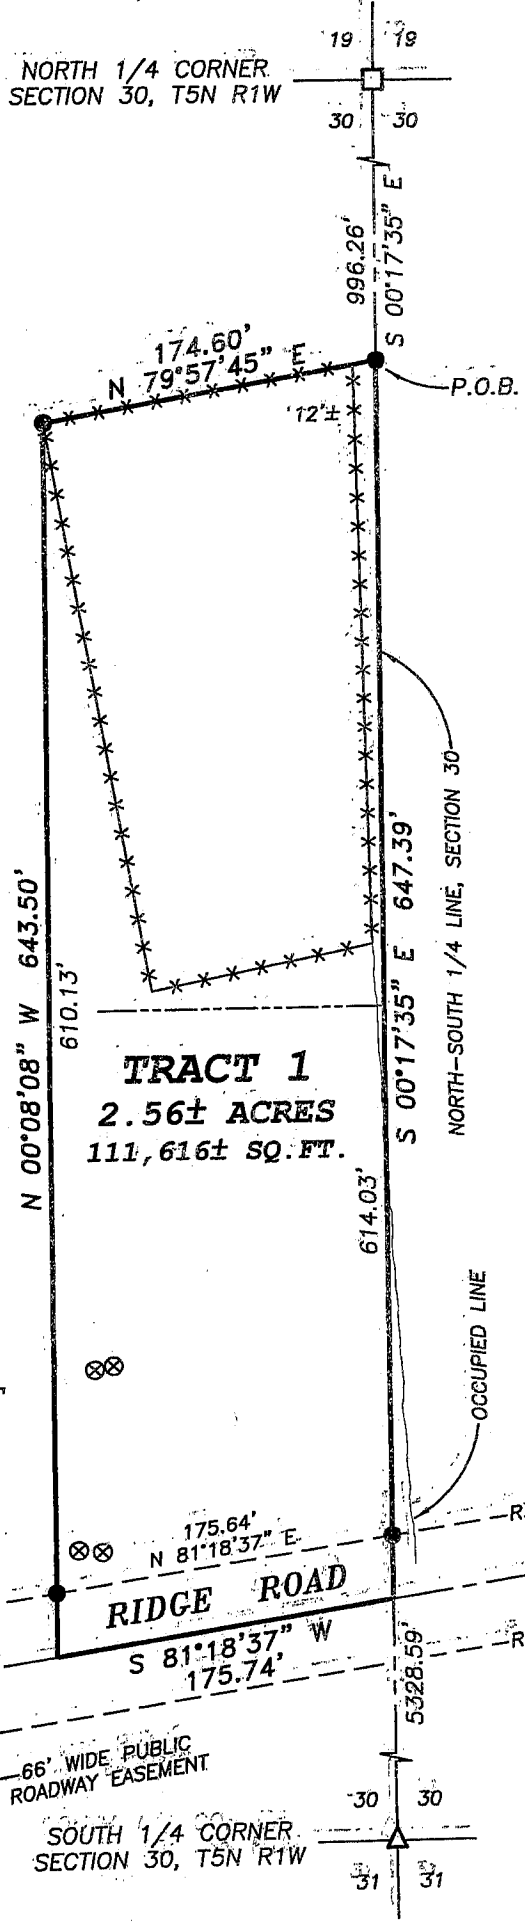 19 19
NORTH 1/4 CORNER
SECTION 30, T5N R1W
30 30
996.26'
S 00°17'35" E
174.60'
N 79°57'45" E
P.O.B.
12'±
NORTH-SOUTH 1/4 LINE, SECTION 30
S 00°17'35" E 647.39'
N 00°08'08" W 643.50'
610.13'
TRACT 1
2.56± ACRES
111,616± SQ.FT.
614.03'
OCCUPIED LINE
175.64'
N 81°18'37" E
R
RIDGE ROAD
S 81°18'37" W
175.74'
R
5328.59'
66' WIDE PUBLIC
ROADWAY EASEMENT
30 30
SOUTH 1/4 CORNER
SECTION 30, T5N R1W
31 31